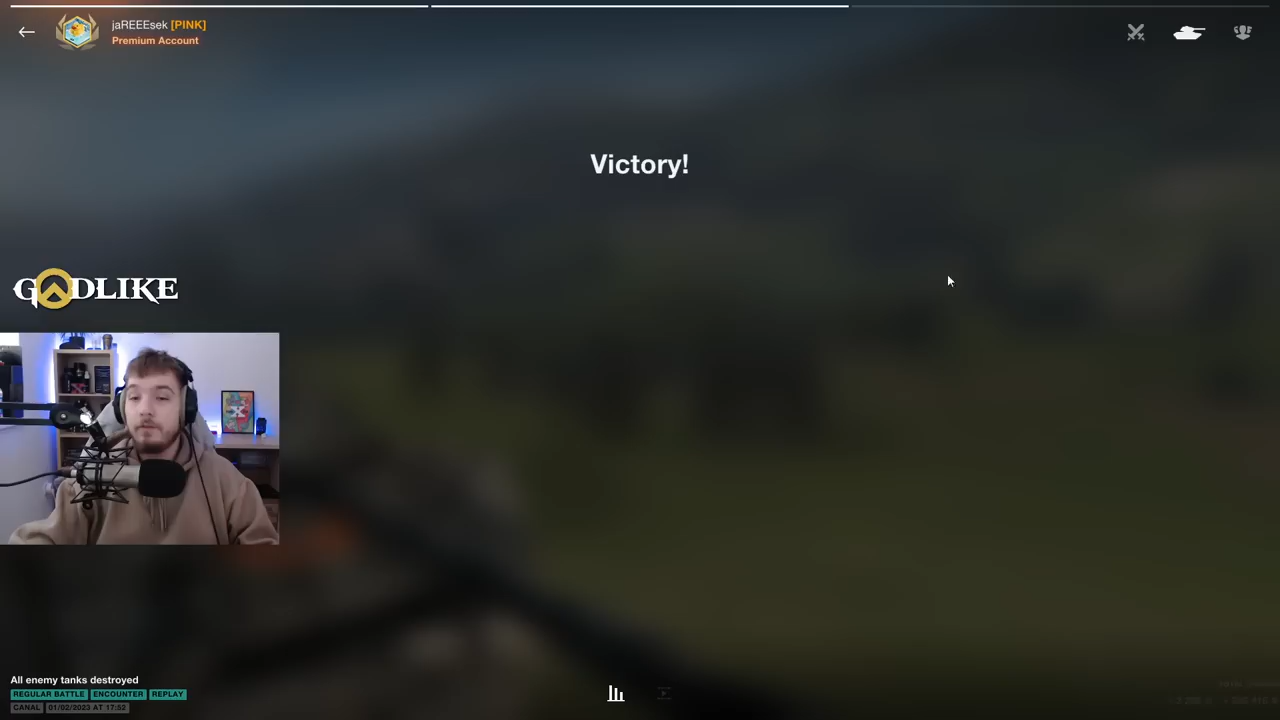 jaREEEsek [PINK]
Premium Account
Victory!
GODLIKE
All enemy tanks destroyed
REGULAR BATTLE ENCOUNTER REPLAY
CANAL 01/02/2023 AT 17:52